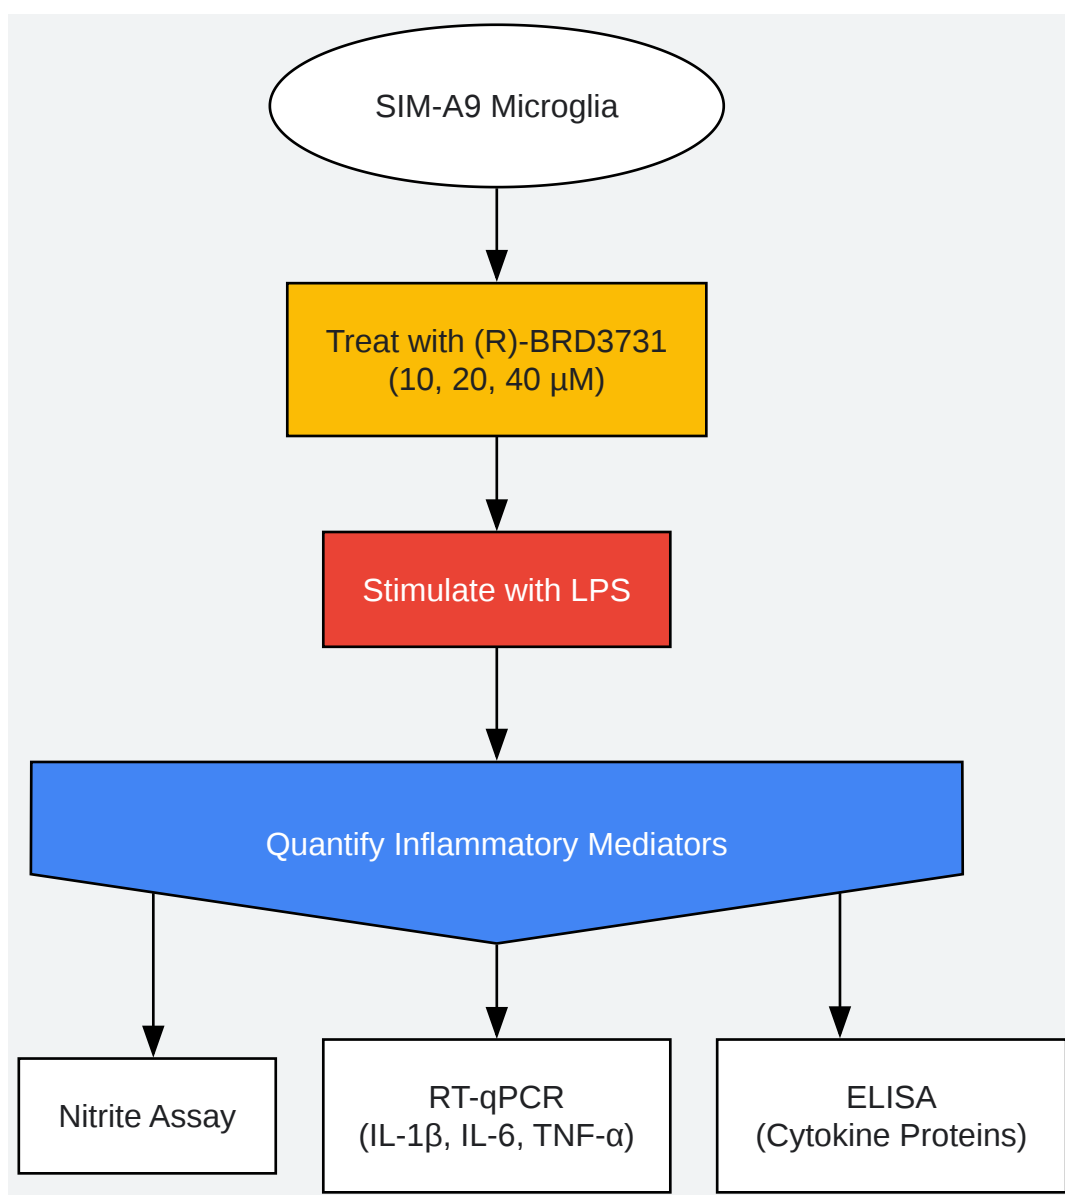 SIM-A9 Microglia
Treat with (R)-BRD3731
(10, 20, 40 µM)
Stimulate with LPS
Quantify Inflammatory Mediators
Nitrite Assay
RT-qPCR
(IL-1β, IL-6, TNF-α)
ELISA
(Cytokine Proteins)